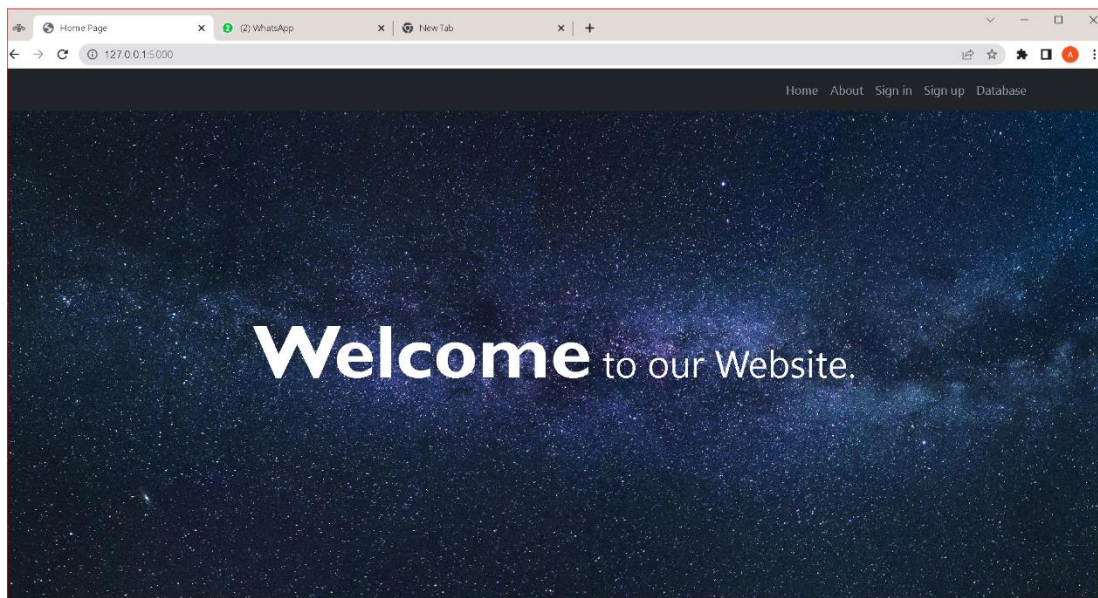 Home Page
(2) WhatsApp
New Tab
127.0.0.1:5000
A
Home About Sign in Sign up Database
Welcome to our Website.